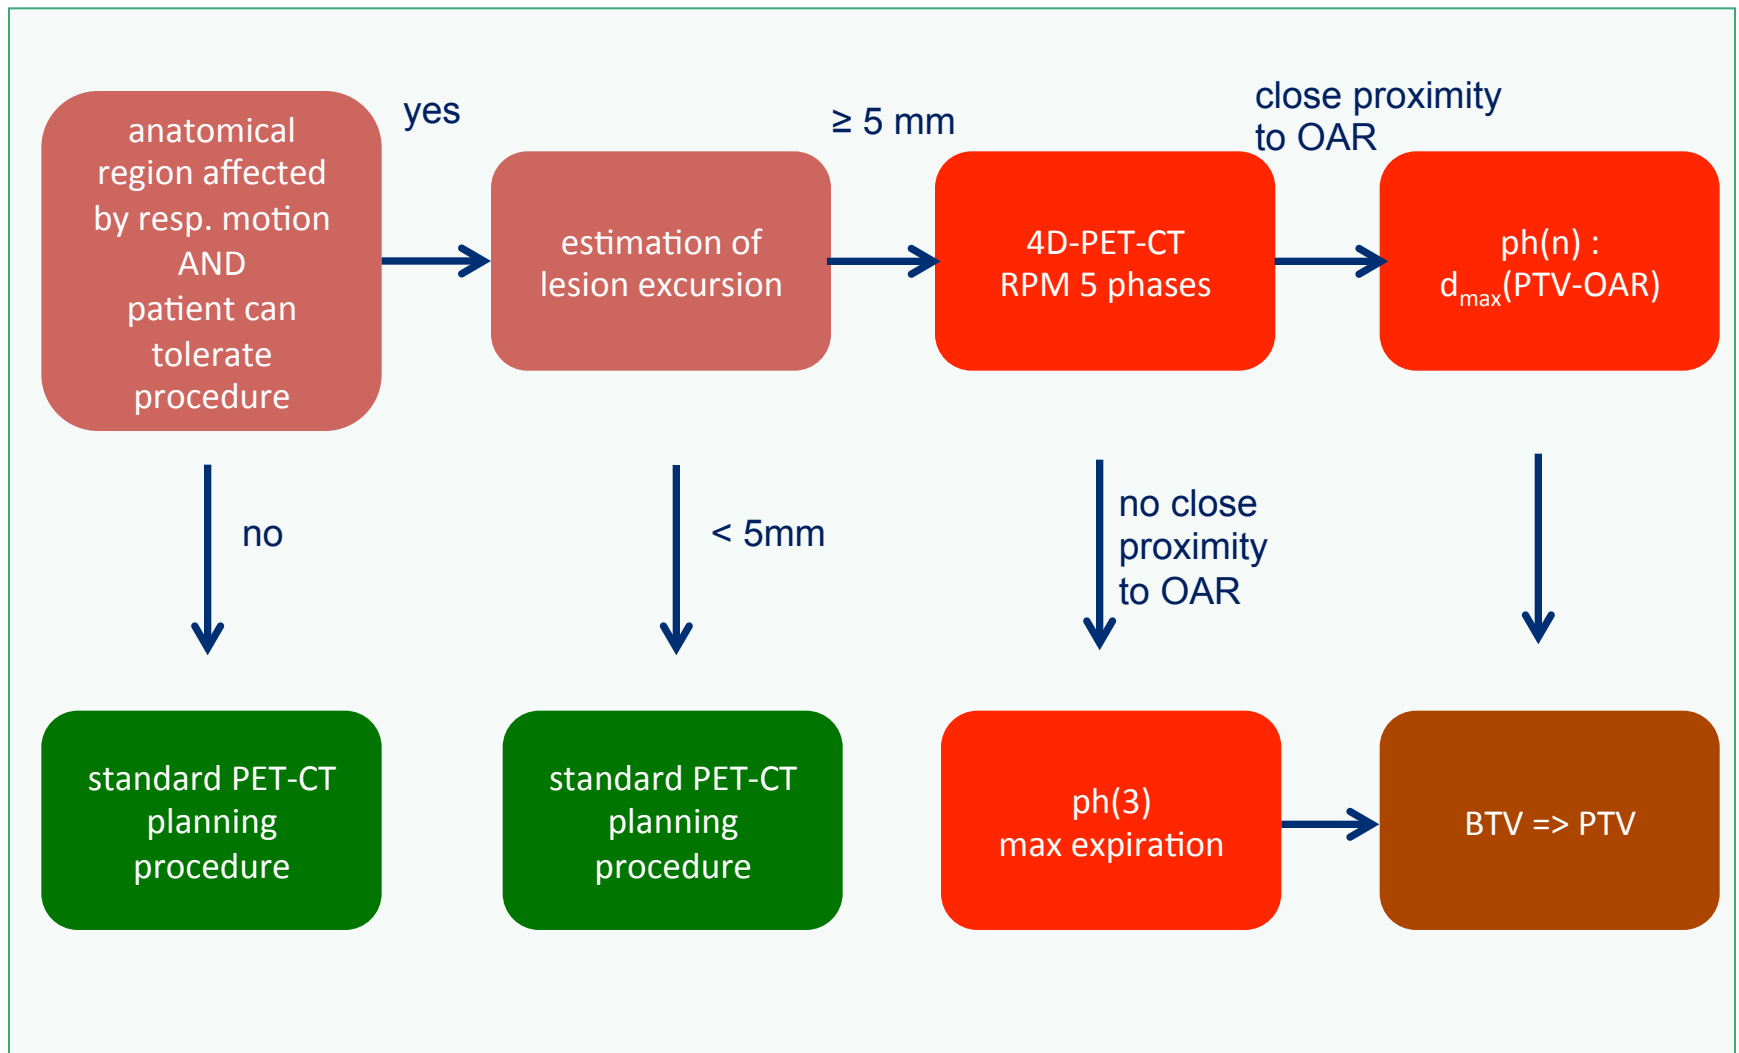 anatomical
region affected
by resp. motion
AND
patient can
tolerate
procedure
yes
estimation of
lesion excursion
≥ 5 mm
4D-PET-CT
RPM 5 phases
close proximity
to OAR
ph(n) :
dmax(PTV-OAR)
no
< 5mm
no close
proximity
to OAR
standard PET-CT
planning
procedure
standard PET-CT
planning
procedure
ph(3)
max expiration
BTV => PTV